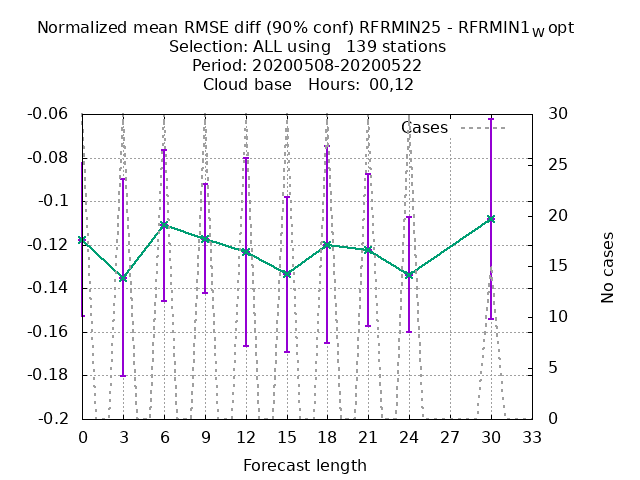 Normalized mean RMSE diff (90% conf) RFRMIN25 - RFRMIN1w opt
Selection: ALL using   139 stations
Period: 20200508-20200522
Cloud base   Hours: 00,12
-0.06
-0.08
-0.1
-0.12
-0.14
-0.16
-0.18
-0.2
Cases
30
25
20
15
10
5
0
No cases
0 3 6 9 12 15 18 21 24 27 30 33
Forecast length